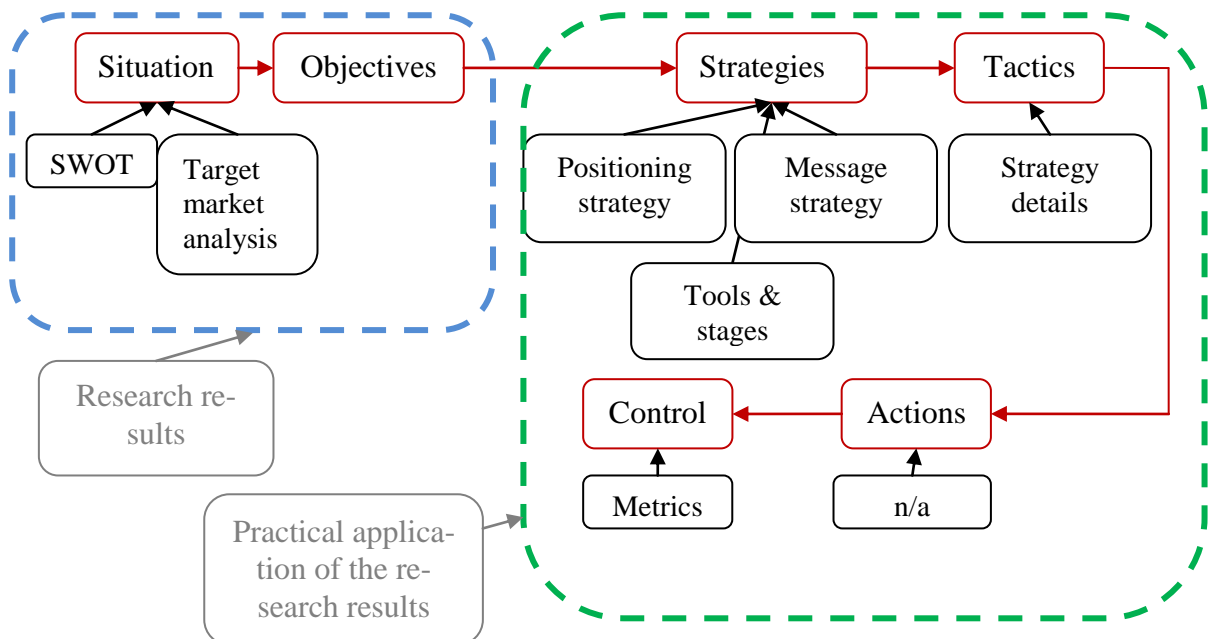 Situation
Objectives
Strategies
Tactics
SWOT
Target
market
analysis
Positioning
strategy
Message
strategy
Strategy
details
Tools &
stages
Research re-
sults
Control
Actions
Metrics
n/a
Practical applica-
tion of the re-
search results